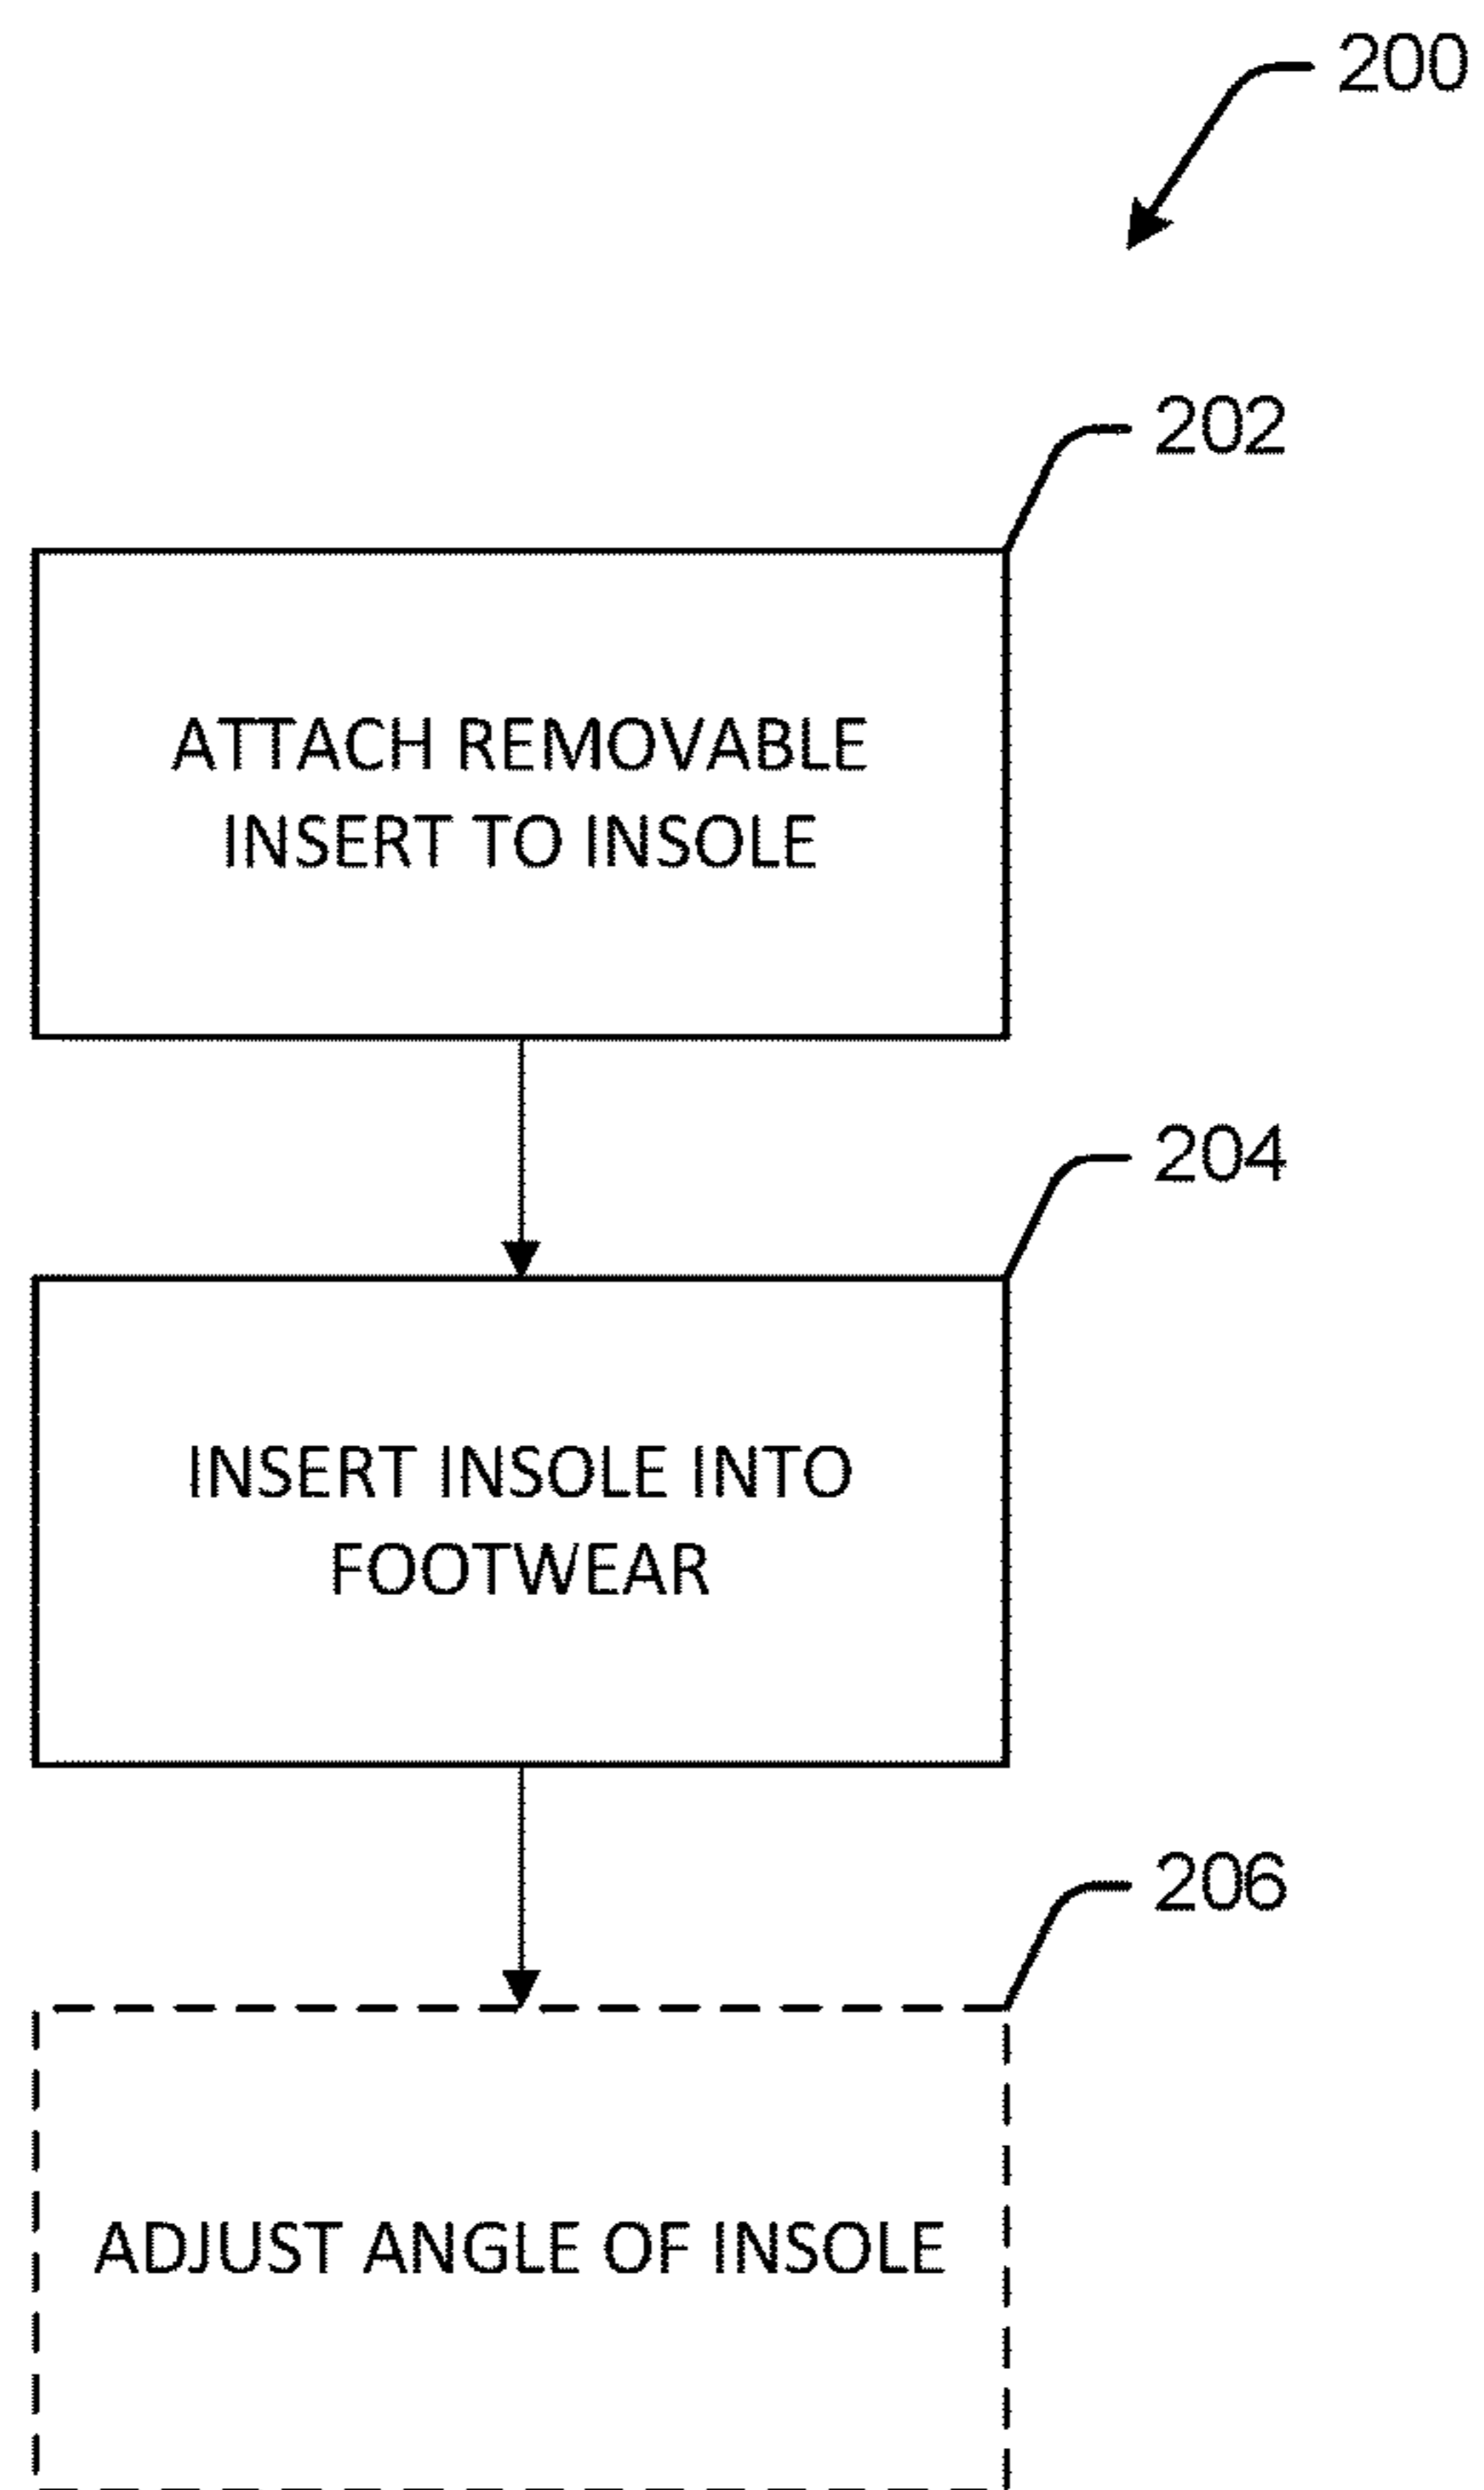 200
202
ATTACH REMOVABLE
INSERT TO INSOLE
204
INSERT INSOLE INTO
FOOTWEAR
206
ADJUST ANGLE OF INSOLE